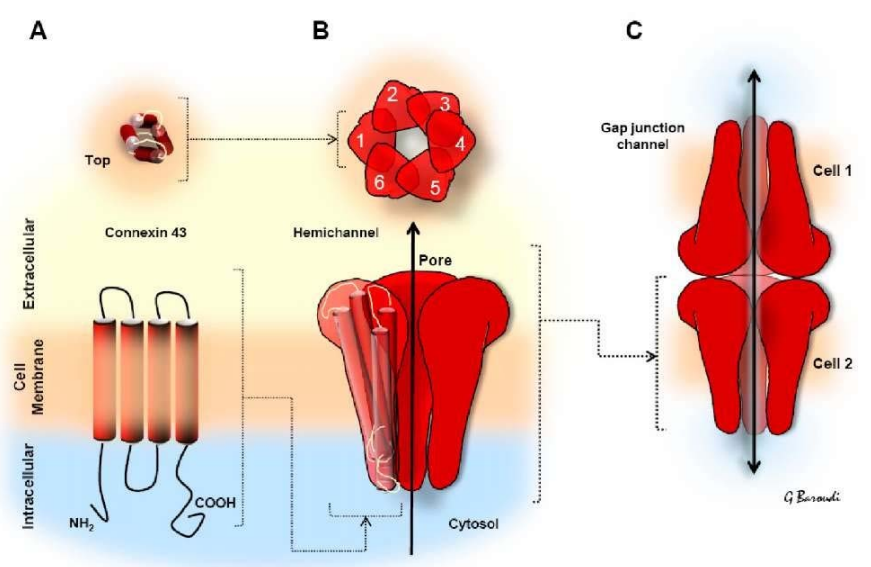 A
B
C
2
3
1
4
6
5
Top
Gap junction
channel
Cell 1
Connexin 43
Hemichannel
Pore
Extracellular
Cell
Membrane
Cell 2
Intracellular
NH2
COOH
Cytosol
G Baroudi